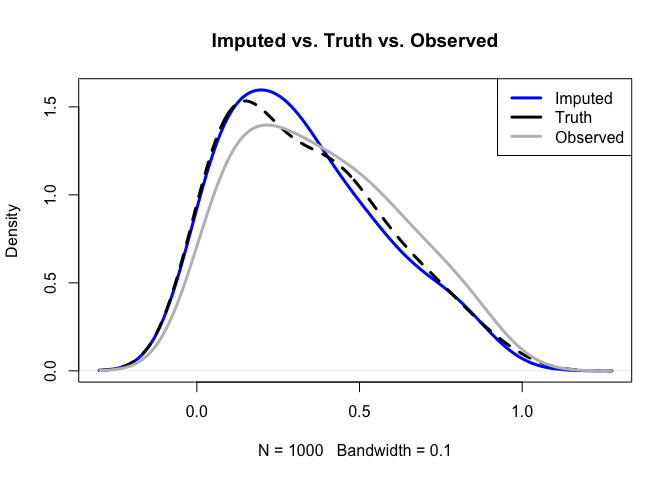 Imputed vs. Truth vs. Observed
Imputed
Truth
Observed
Density
0.0
0.5
1.0
1.5
0.0
0.5
1.0
N = 1000   Bandwidth = 0.1